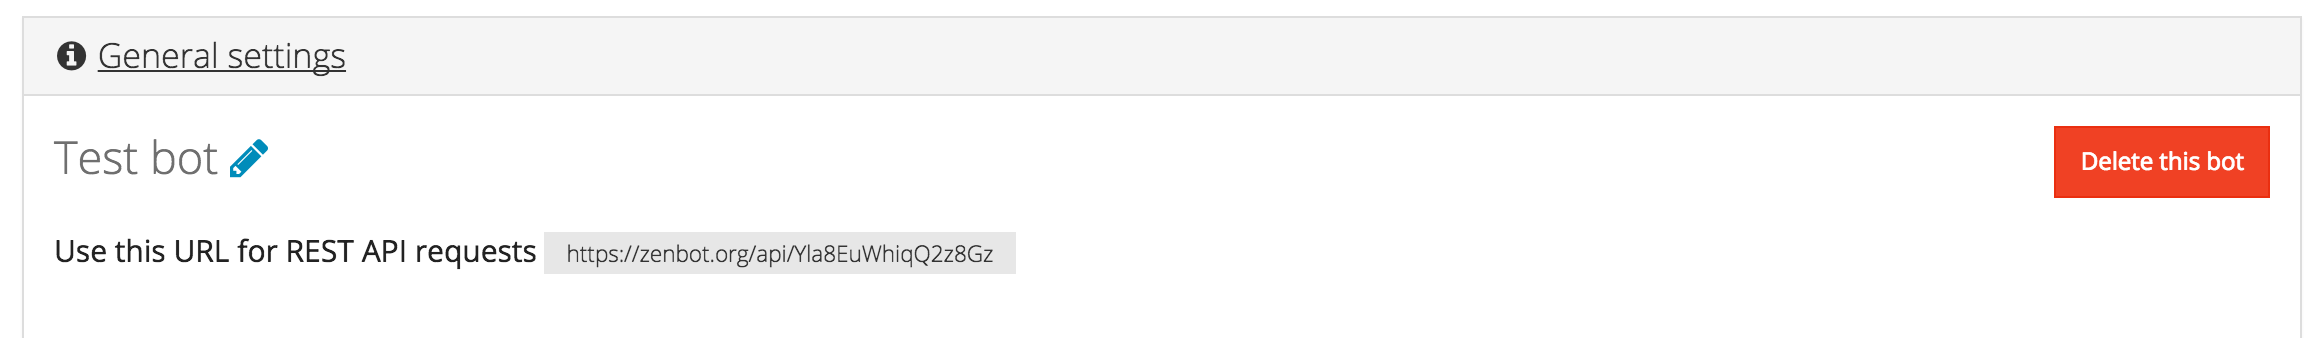 General settings
Test bot
Delete this bot
Use this URL for REST API requests https://zenbot.org/api/Yla8EuWhiqQ2z8Gz